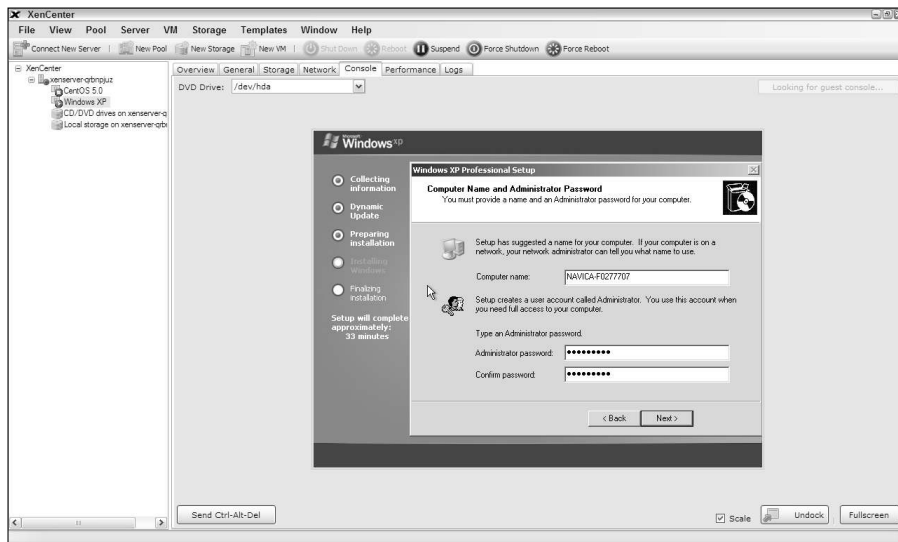 XenCenter
File View Pool Server VM Storage Templates Window Help
Connect New Server New Pool New Storage New VM Shut Down Reboot Suspend Force Shutdown Force Reboot
XenCenter
xenserver-qrbnpjuz
CentOS 5.0
Windows XP
CD/DVD drives on xenserver-q
Local storage on xenserver-qrb
Overview General Storage Network Console Performance Logs
DVD Drive: /dev/hda
Looking for guest console...
Microsoft
Windows xp
Collecting
information
Dynamic
Update
Preparing
installation
Installing
Windows
Finalizing
installation
Setup will complete
approximately:
33 minutes
Windows XP Professional Setup
Computer Name and Administrator Password
You must provide a name and an Administrator password for your computer.
Setup has suggested a name for your computer. If your computer is on a
network, your network administrator can tell you what name to use.
Computer name: NAVICA-F0277707
Setup creates a user account called Administrator. You use this account when
you need full access to your computer.
Type an Administrator password.
Administrator password: •••••••••
Confirm password: •••••••••
< Back Next >
Send Ctrl-Alt-Del
Scale Undock Fullscreen